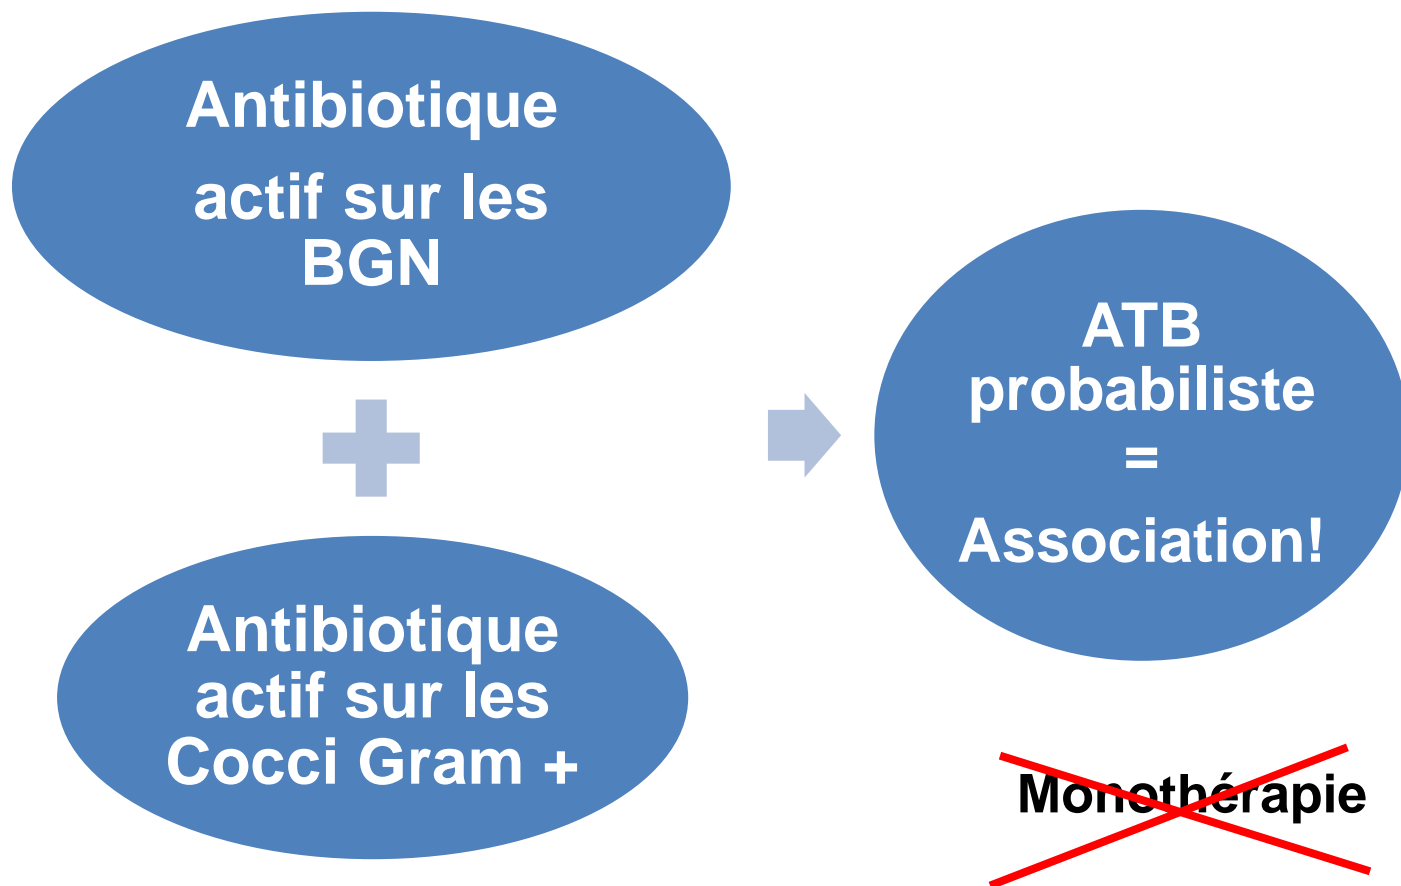 Antibiotique
actif sur les
BGN
Antibiotique
actif sur les
Cocci Gram +
ATB
probabiliste
=
Association!
Monothérapie